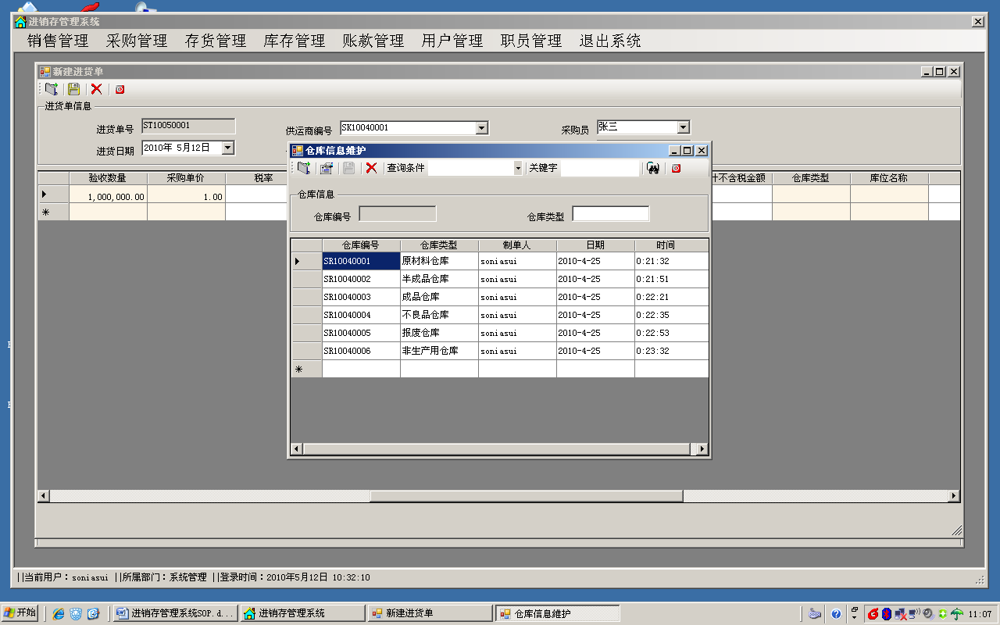 进销存管理系统
销售管理 采购管理 存货管理 库存管理 账款管理 用户管理 职员管理 退出系统
新建进货单
进货单信息
进货单号 ST10050001 供运商编号 SK10040001 采购员 张三
进货日期 2010年 5月12日
仓库信息维护
查询条件 关键字
验收数量 采购单价 税率 计不含税金额 仓库类型 库位名称
1,000,000.00 1.00
仓库信息
仓库编号 仓库类型
仓库编号 仓库类型 制单人 日期 时间
SR10040001 原材料仓库 soniasui 2010-4-25 0:21:32
SR10040002 半成品仓库 soniasui 2010-4-25 0:21:51
SR10040003 成品仓库 soniasui 2010-4-25 0:22:21
SR10040004 不良品仓库 soniasui 2010-4-25 0:22:35
SR10040005 报废仓库 soniasui 2010-4-25 0:22:53
SR10040006 非生产用仓库 soniasui 2010-4-25 0:23:32
||当前用户：soniasui ||所属部门：系统管理 ||登录时间：2010年5月12日 10:32:10
开始 进销存管理系统SOP.d... 进销存管理系统 新建进货单 仓库信息维护 11:07